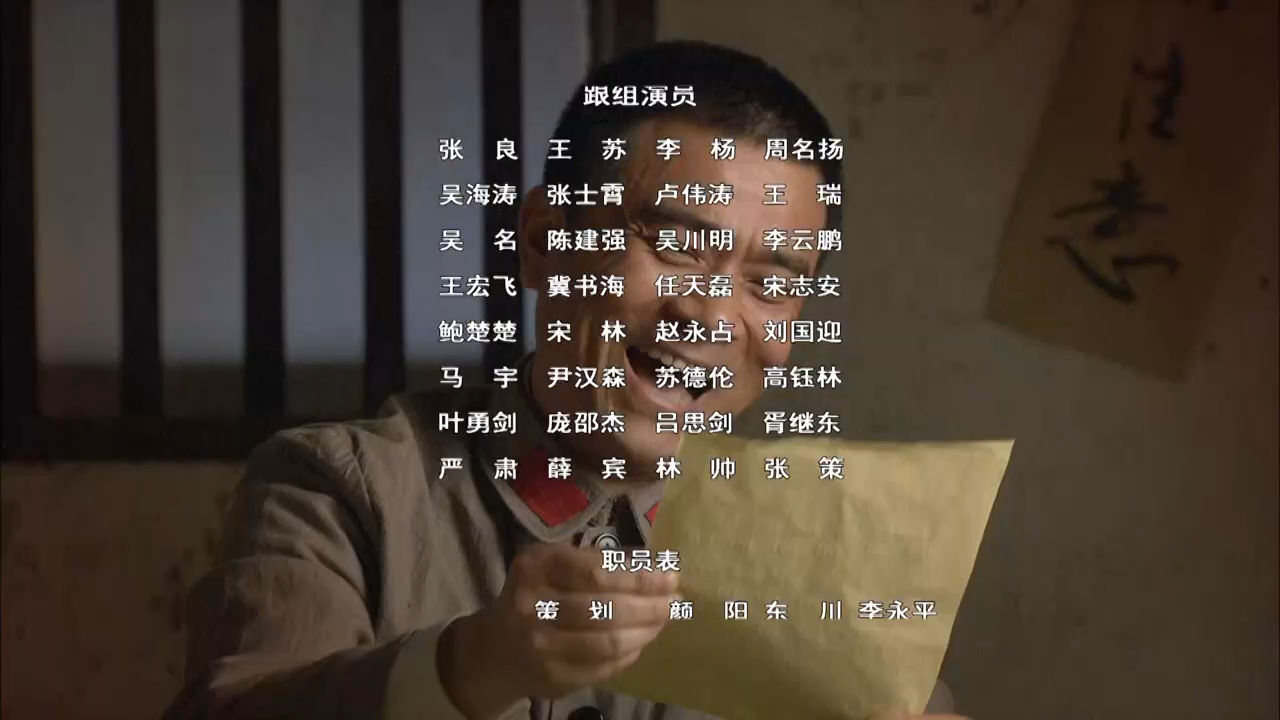 跟组演员
张 良 王 苏 李 杨 周名扬
吴海涛 张士霄 卢伟涛 王 瑞
吴 名 陈建强 吴川明 李云鹏
王宏飞 冀书海 任天磊 宋志安
鲍楚楚 宋 林 赵永占 刘国迎
马 宇 尹汉森 苏德伦 高钰林
叶勇剑 庞邵杰 吕思剑 胥继东
严 肃 薛 宾 林 帅 张 策
职员表
策 划 颜 阳 东 川 李永平